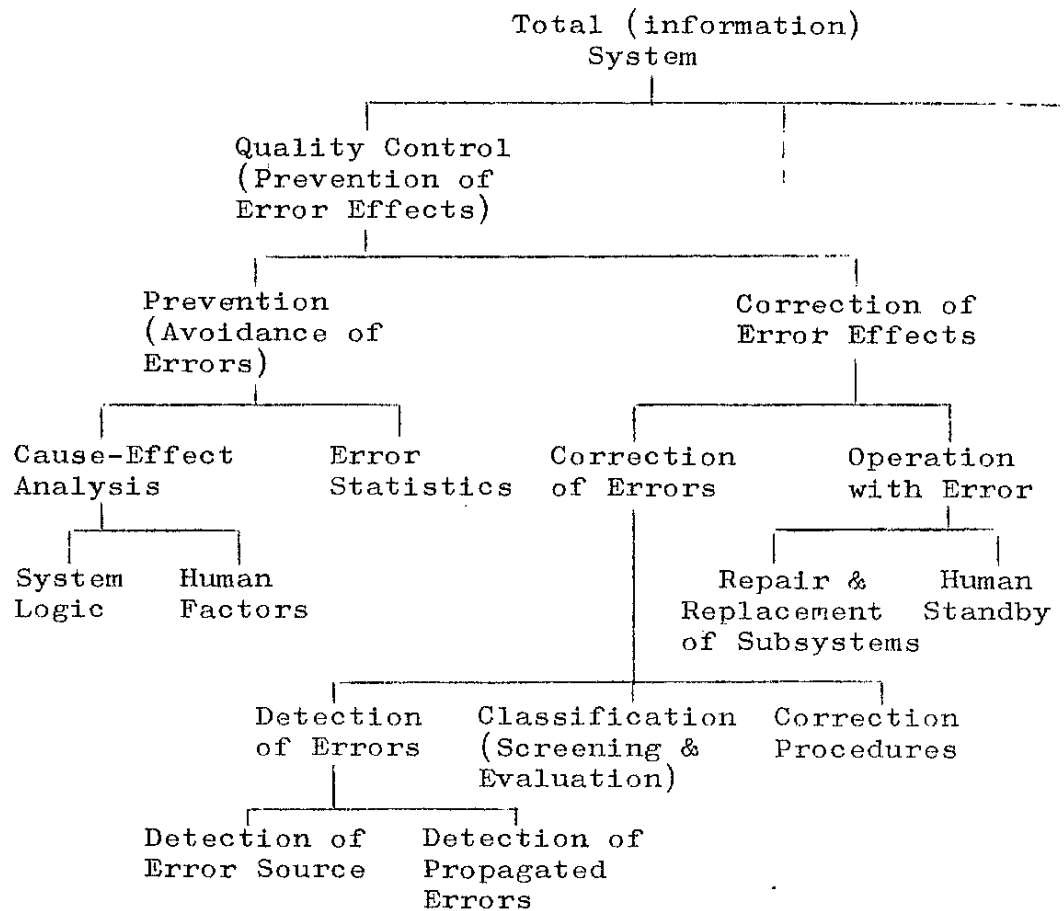 Total (information)
System
Quality Control
(Prevention of
Error Effects)
Prevention
(Avoidance of
Errors)
Correction of
Error Effects
Cause-Effect
Analysis
Error
Statistics
Correction
of Errors
Operation
with Error
System
Logic
Human
Factors
Repair &
Replacement
of Subsystems
Human
Standby
Detection
of Errors
Classification
(Screening &
Evaluation)
Correction
Procedures
Detection of
Error Source
Detection of
Propagated
Errors